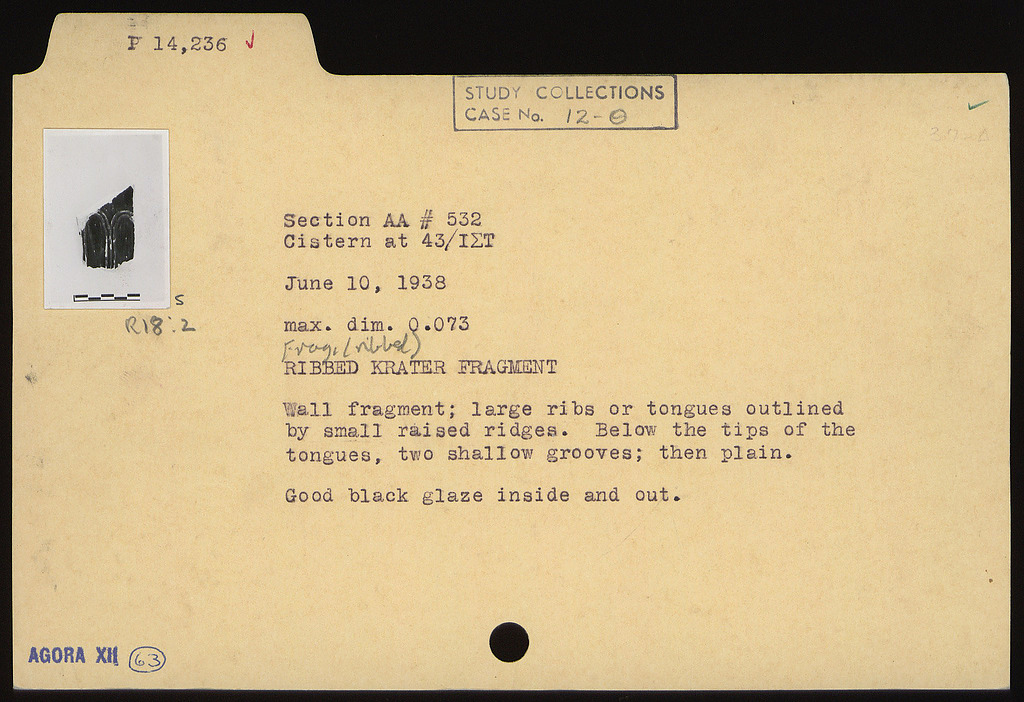 P 14,236
STUDY COLLECTIONS
CASE No. 12-Θ
S
R18:2
Section AA # 532
Cistern at 43/ΙΣΤ
June 10, 1938
max. dim. 0.073
Frag. (ribbed)
RIBBED KRATER FRAGMENT
Wall fragment; large ribs or tongues outlined
by small raised ridges. Below the tips of the
tongues, two shallow grooves; then plain.
Good black glaze inside and out.
AGORA XII 63